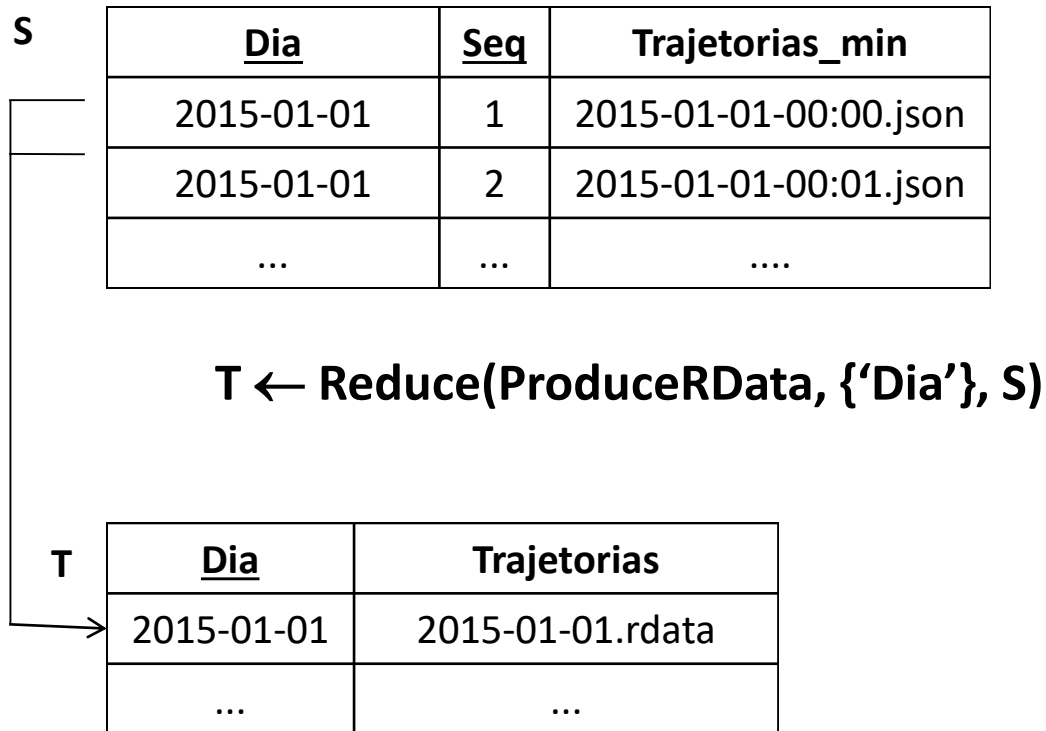 S
Dia Seq Trajetorias_min
2015-01-01 1 2015-01-01-00:00.json
2015-01-01 2 2015-01-01-00:01.json
... ... ....
T ← Reduce(ProduceRData, {‘Dia’}, S)
T
Dia Trajetorias
2015-01-01 2015-01-01.rdata
... ...